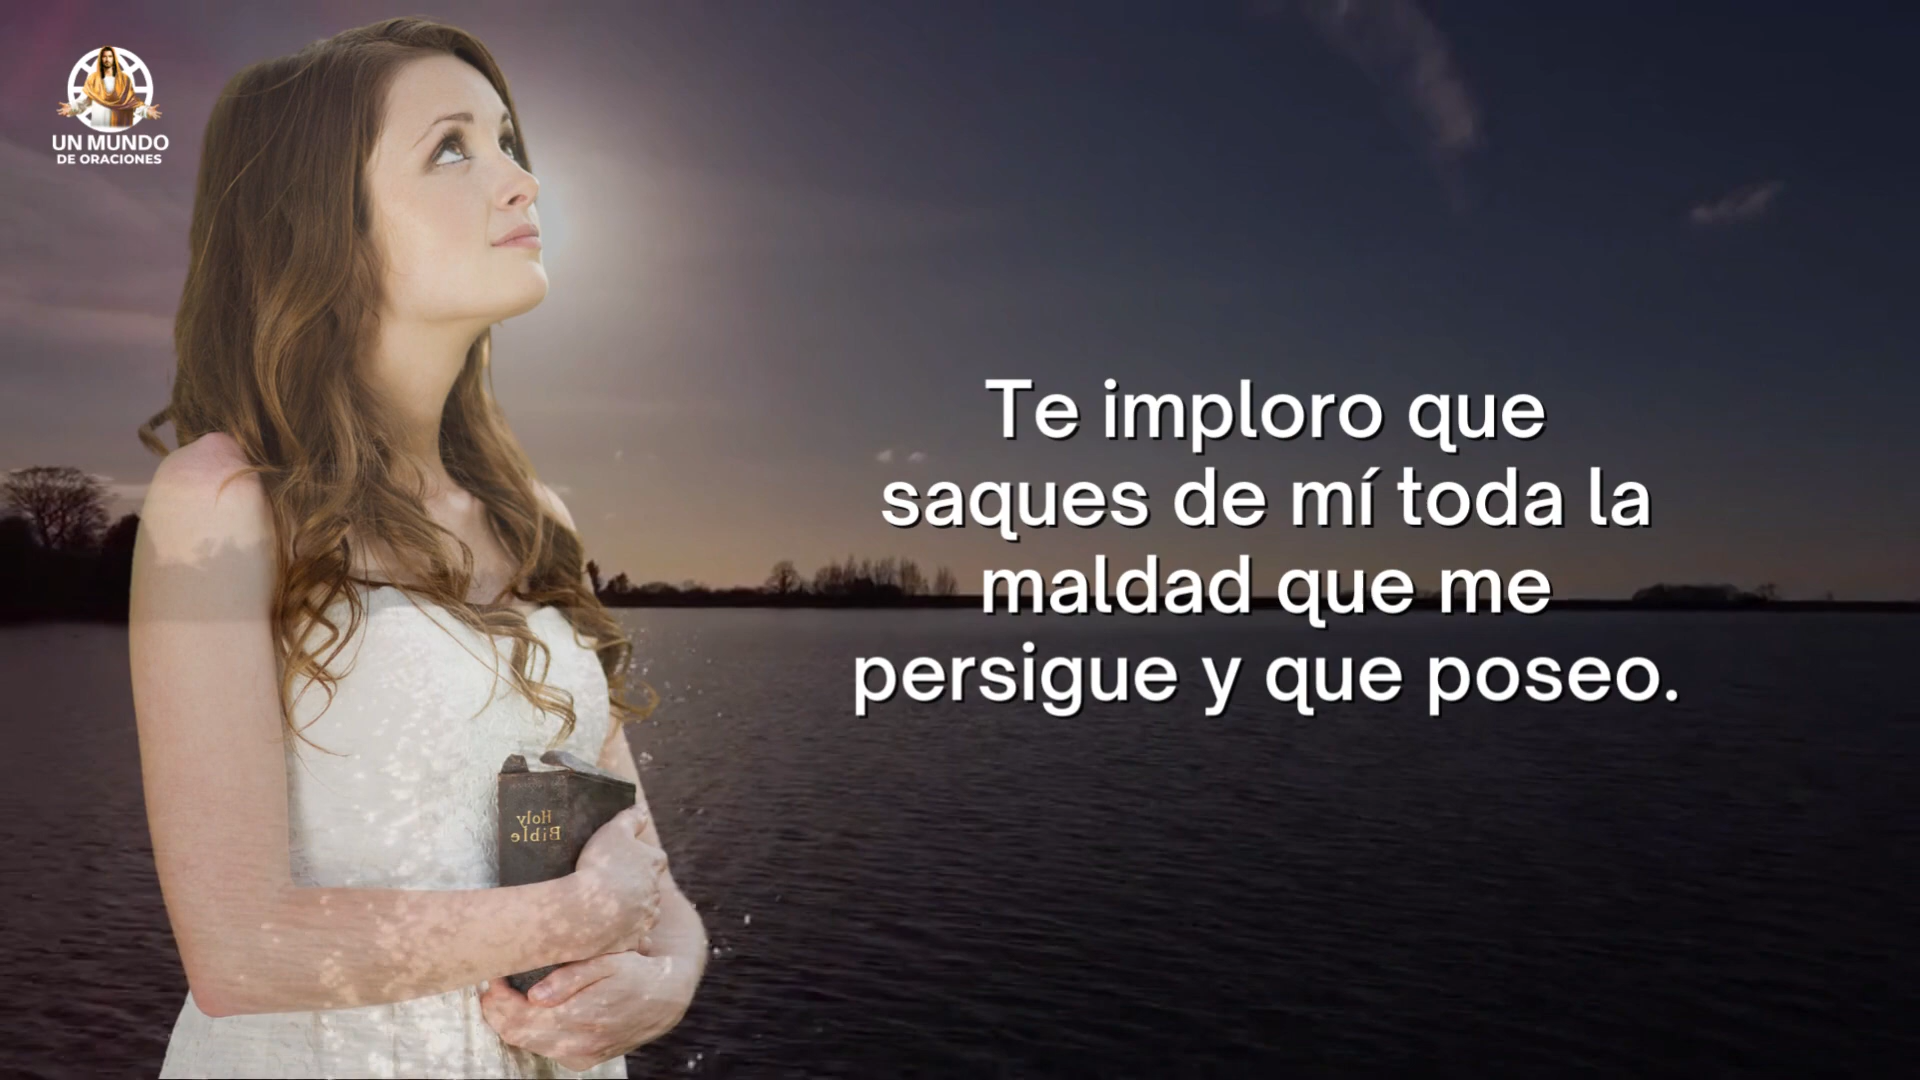 UN MUNDO
DE ORACIONES
Te imploro que
saques de mí toda la
maldad que me
persigue y que poseo.
Holy
Bible